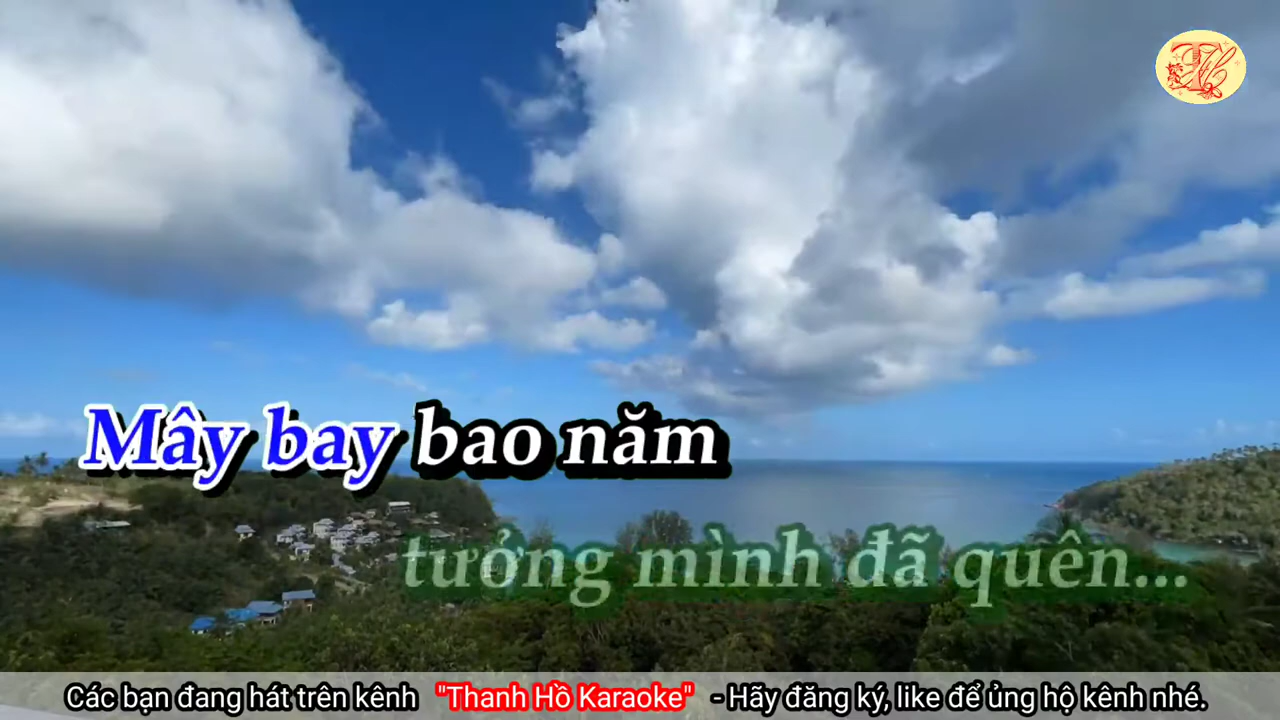 Mây bay bao năm
tưởng mình đã quên...
Các bạn đang hát trên kênh "Thanh Hồ Karaoke" - Hãy đăng ký, like để ủng hộ kênh nhé.